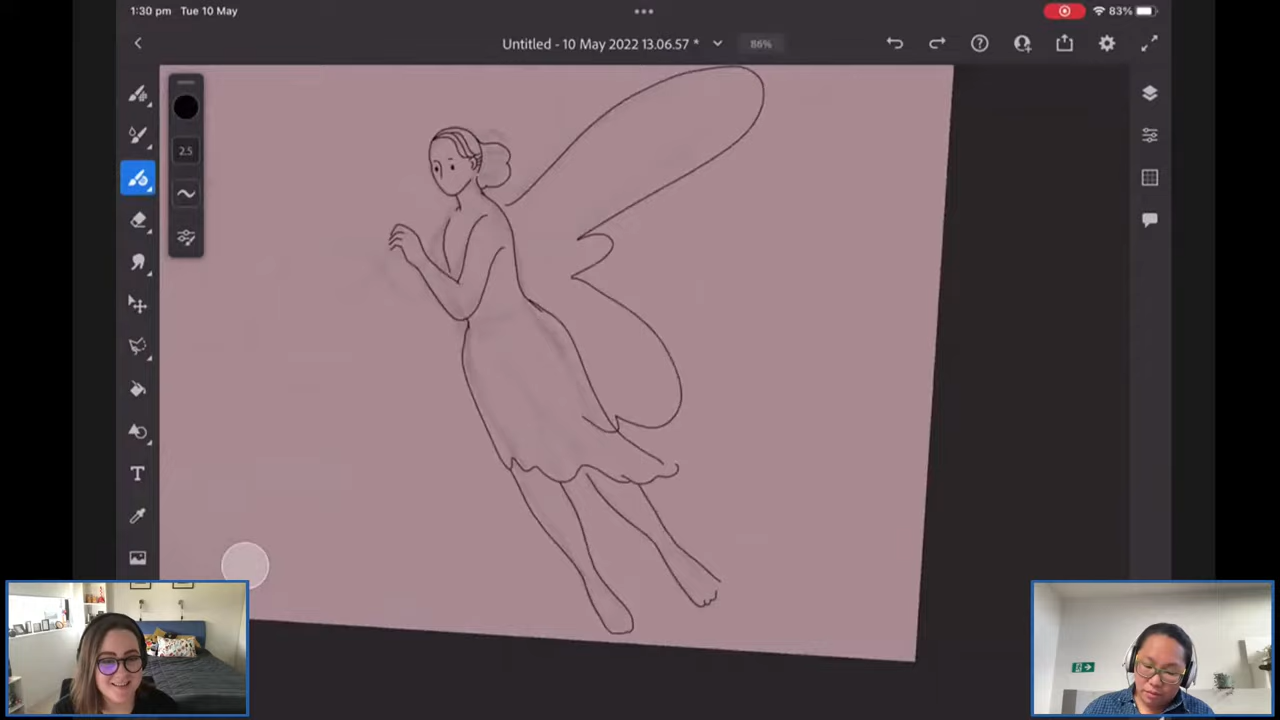 1:30 pm Tue 10 May
83%
Untitled - 10 May 2022 13.06.57 *
86%
2.5
T